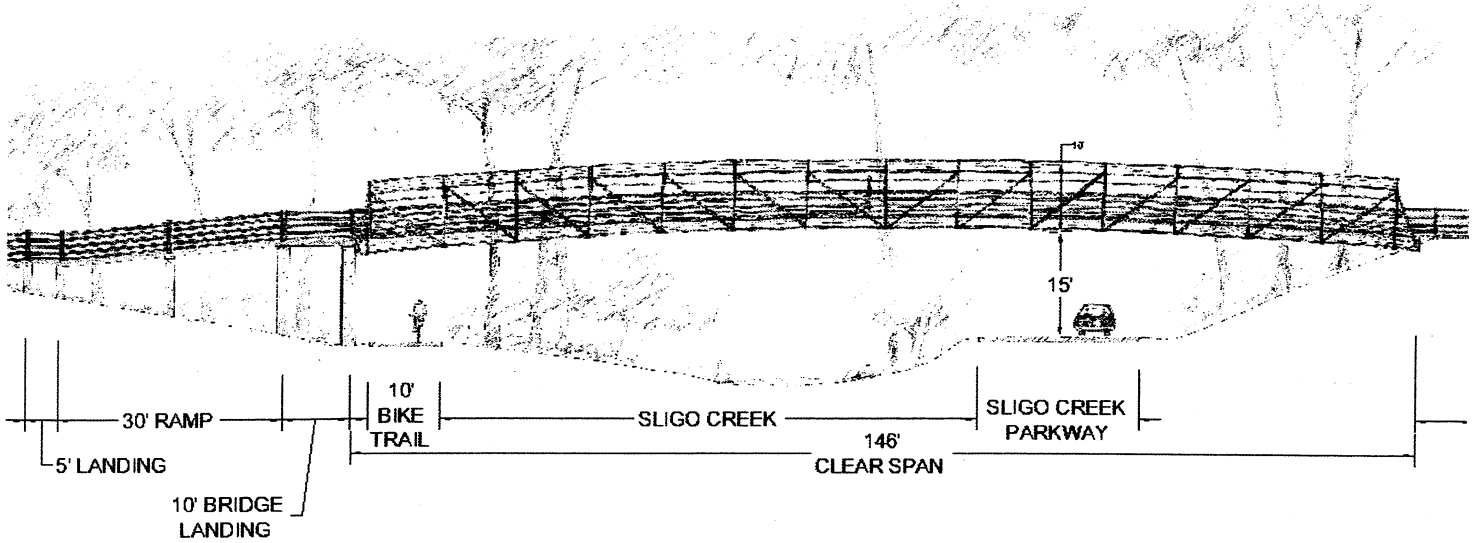 15'
30' RAMP
10'
BIKE
TRAIL
SLIGO CREEK
SLIGO CREEK
PARKWAY
146'
CLEAR SPAN
5' LANDING
10' BRIDGE
LANDING